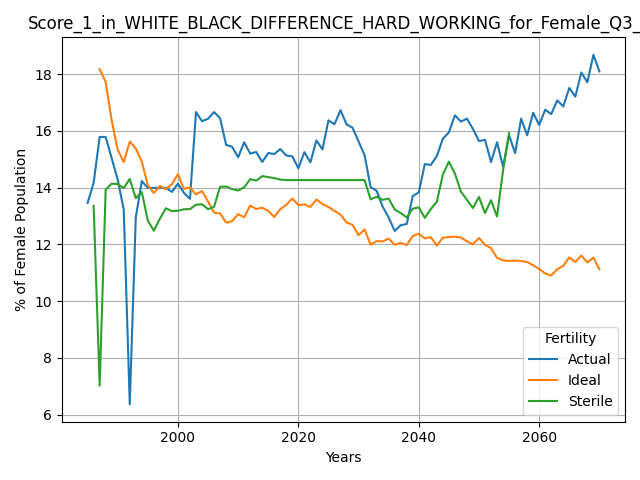 Score_1_in_WHITE_BLACK_DIFFERENCE_HARD_WORKING_for_Female_Q3_
% of Female Population
18
16
14
12
10
8
6
2000 2020 2040 2060
Years
Fertility
Actual
Ideal
Sterile